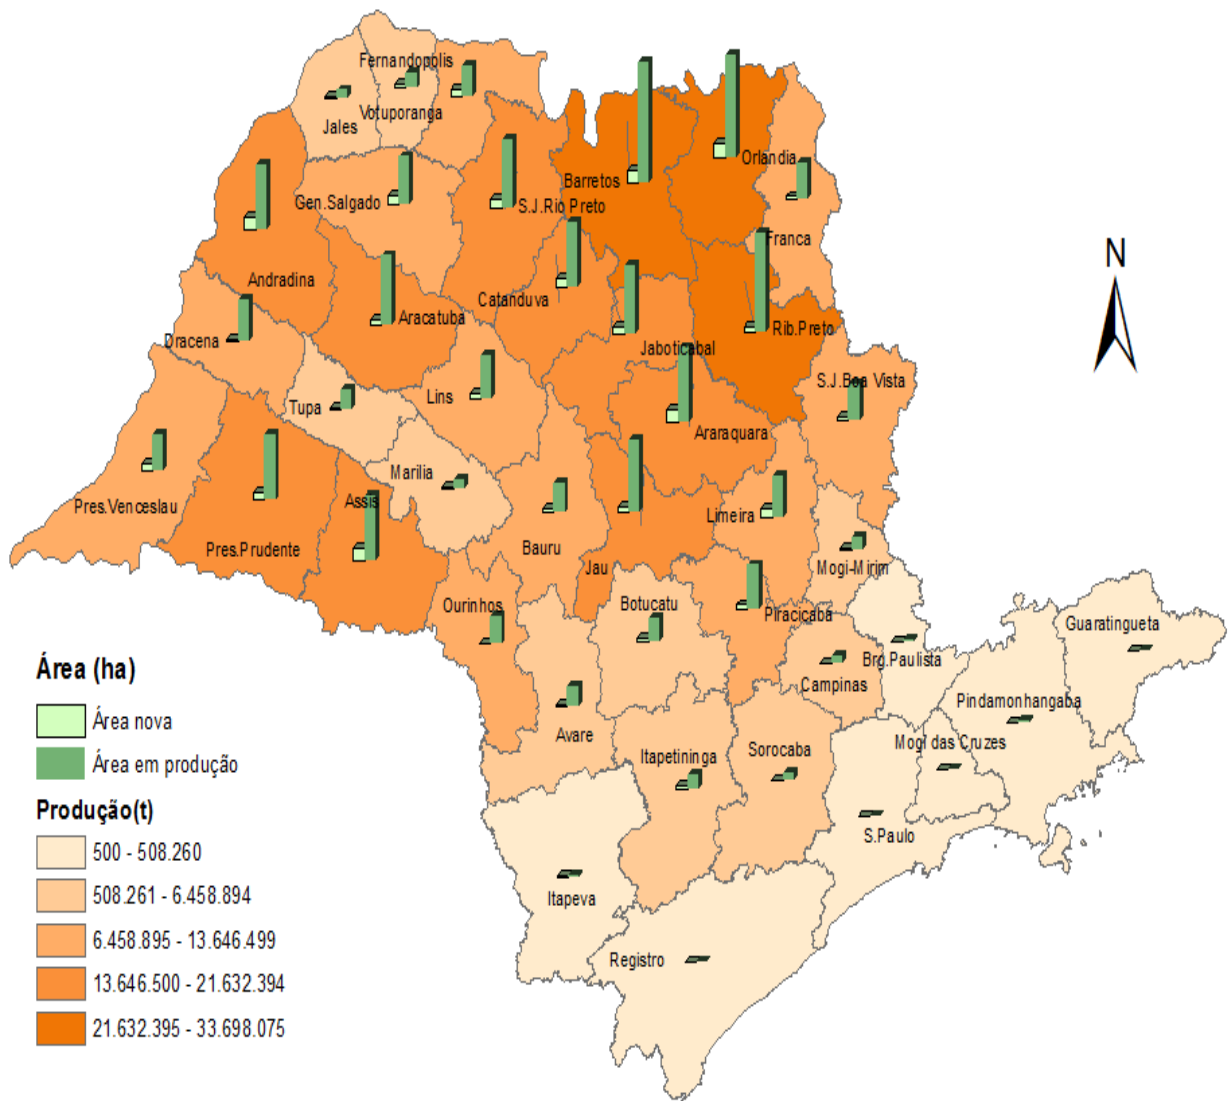 Fernandopolis
Votuporanga
Jales
Orlandia
Barretos
Gen.Salgado
S.J.Rio Preto
Franca
Andradina
Catanduva
Aracatuba
Rib.Preto
Dracena
Jaboticabal
S.J.Boa Vista
Lins
Tupa
Araraquara
Marilia
Assis
Pres.Venceslau
Limeira
Pres.Prudente
Bauru
Jau
Mogi-Mirim
Ourinhos
Botucatu
Piracicaba
Guaratingueta
Brg.Paulista
Campinas
Pindamonhangaba
Avare
Mogi das Cruzes
Itapetininga
Sorocaba
S.Paulo
Itapeva
Registro
N
Área (ha)
Área nova
Área em produção
Produção(t)
500 - 508.260
508.261 - 6.458.894
6.458.895 - 13.646.499
13.646.500 - 21.632.394
21.632.395 - 33.698.075